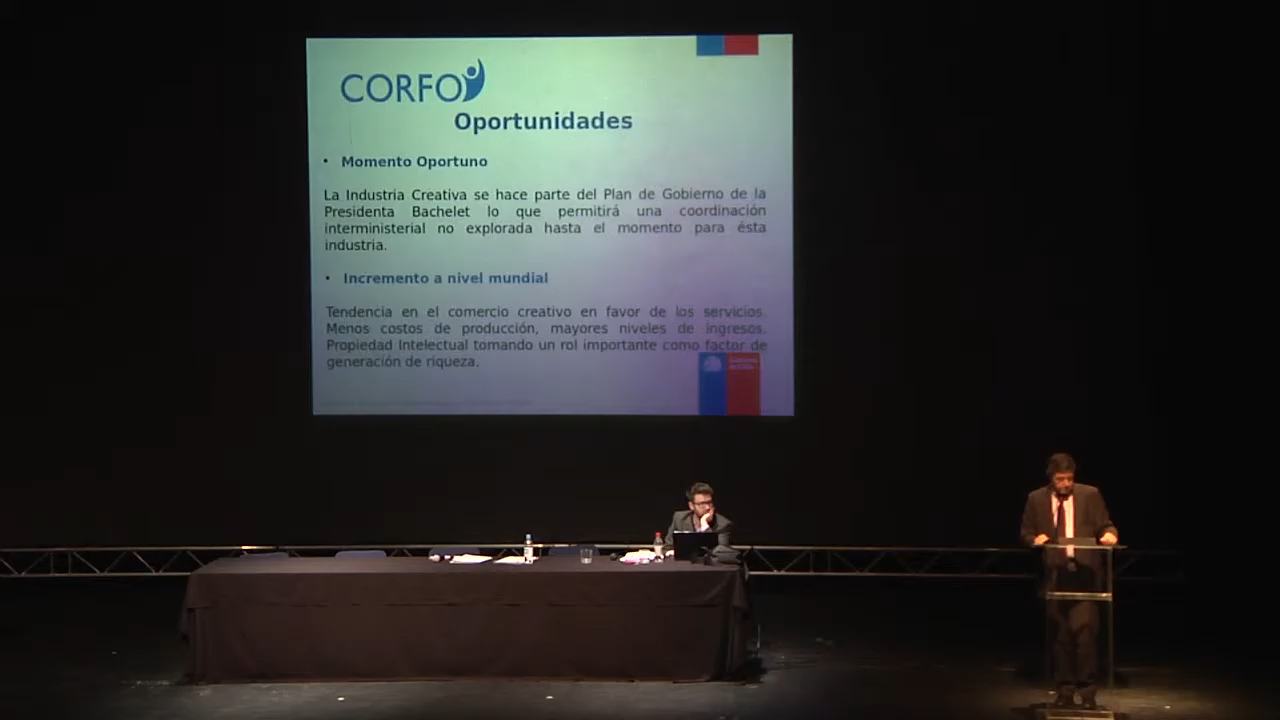 CORFO
Oportunidades
• Momento Oportuno
La Industria Creativa se hace parte del Plan de Gobierno de la
Presidenta Bachelet lo que permitirá una coordinación
interministerial no explorada hasta el momento para ésta
industria.
• Incremento a nivel mundial
Tendencia en el comercio creativo en favor de los servicios.
Menos costos de producción, mayores niveles de ingresos.
Propiedad Intelectual tomando un rol importante como factor de
generación de riqueza.